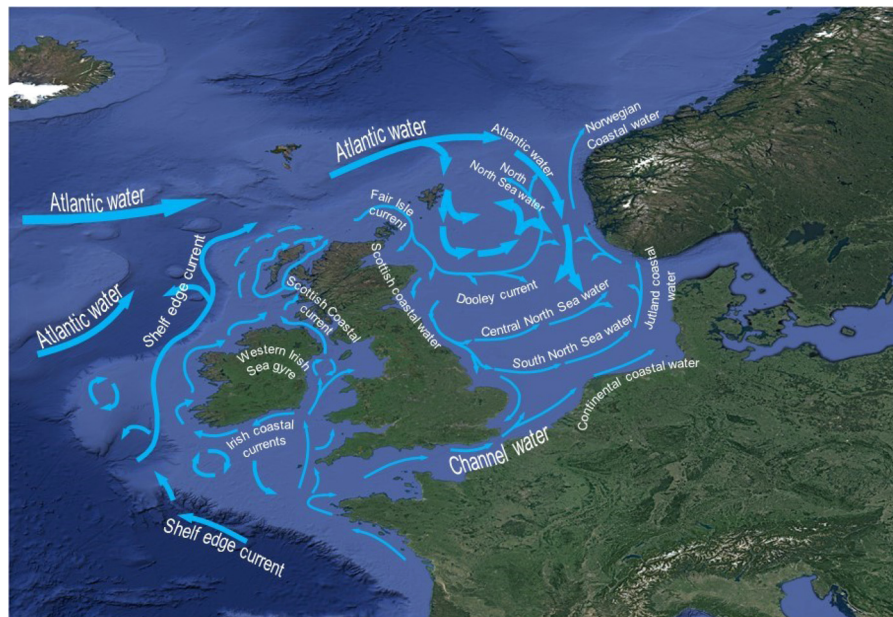 Norwegian
Coastal water
Atlantic water
Atlantic water
North
North Sea water
Atlantic water
Fair Isle
current
Shelf edge current
Scottish coastal water
Dooley current
Jutland coastal
water
Atlantic water
Scottish Coastal
current
Central North Sea water
South North Sea water
Western Irish
Sea gyre
Continental coastal water
Irish coastal
currents
Channel water
Shelf edge current